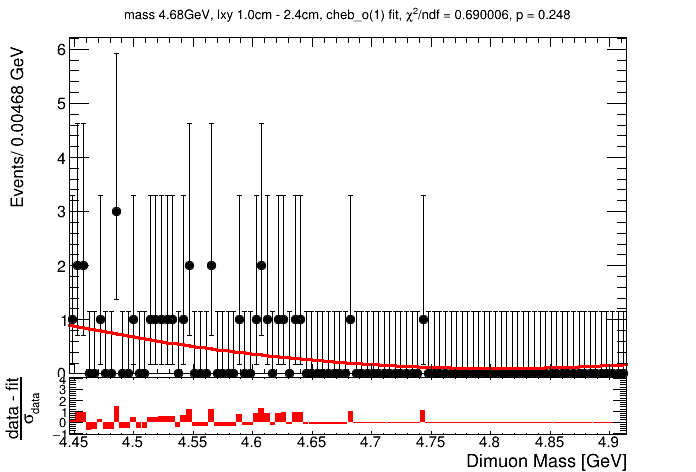 mass 4.68GeV, lxy 1.0cm - 2.4cm, cheb_o(1) fit, χ²/ndf = 0.690006, p = 0.248
Events/ 0.00468 GeV
6
5
4
3
2
1
0
data - fit
σdata
4
3
2
1
0
−1
4.45 4.5 4.55 4.6 4.65 4.7 4.75 4.8 4.85 4.9
Dimuon Mass [GeV]